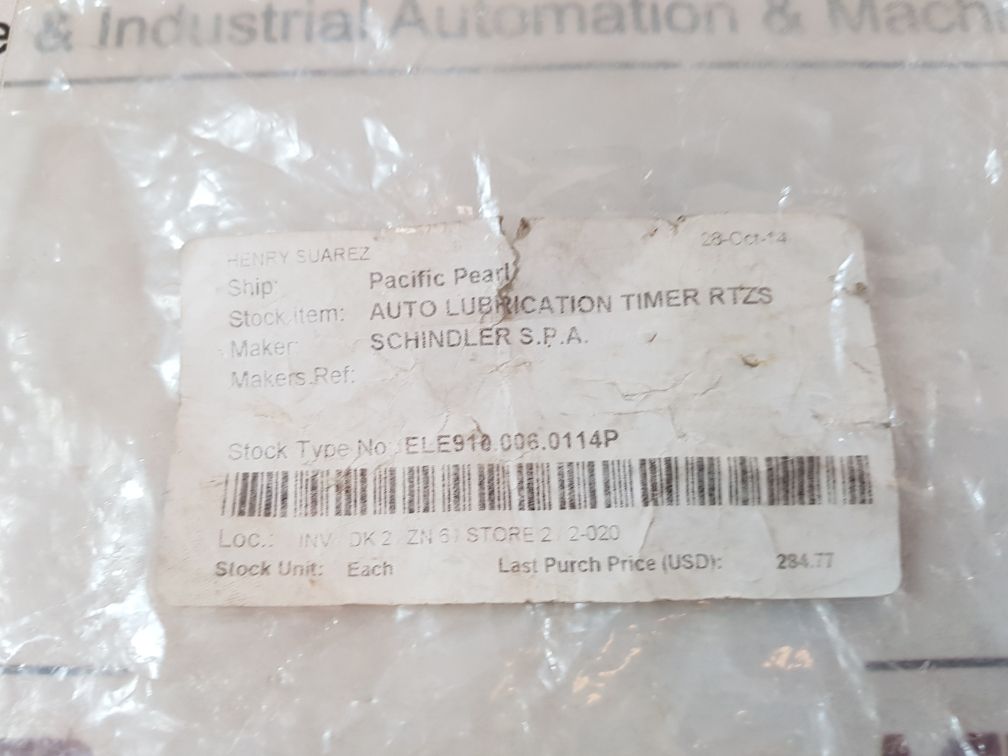 & Industrial Automation &
HENRY SUAREZ 28-Oct-14
Ship: Pacific Pearl
Stock Item: AUTO LUBRICATION TIMER RTZS
Maker: SCHINDLER S.P.A.
Makers Ref:
Stock Type No: ELE910.006.0114P
Loc.: INV / DK 2 / ZN 6 / STORE 2 / 2-020
Stock Unit: Each Last Purch Price (USD): 284.77